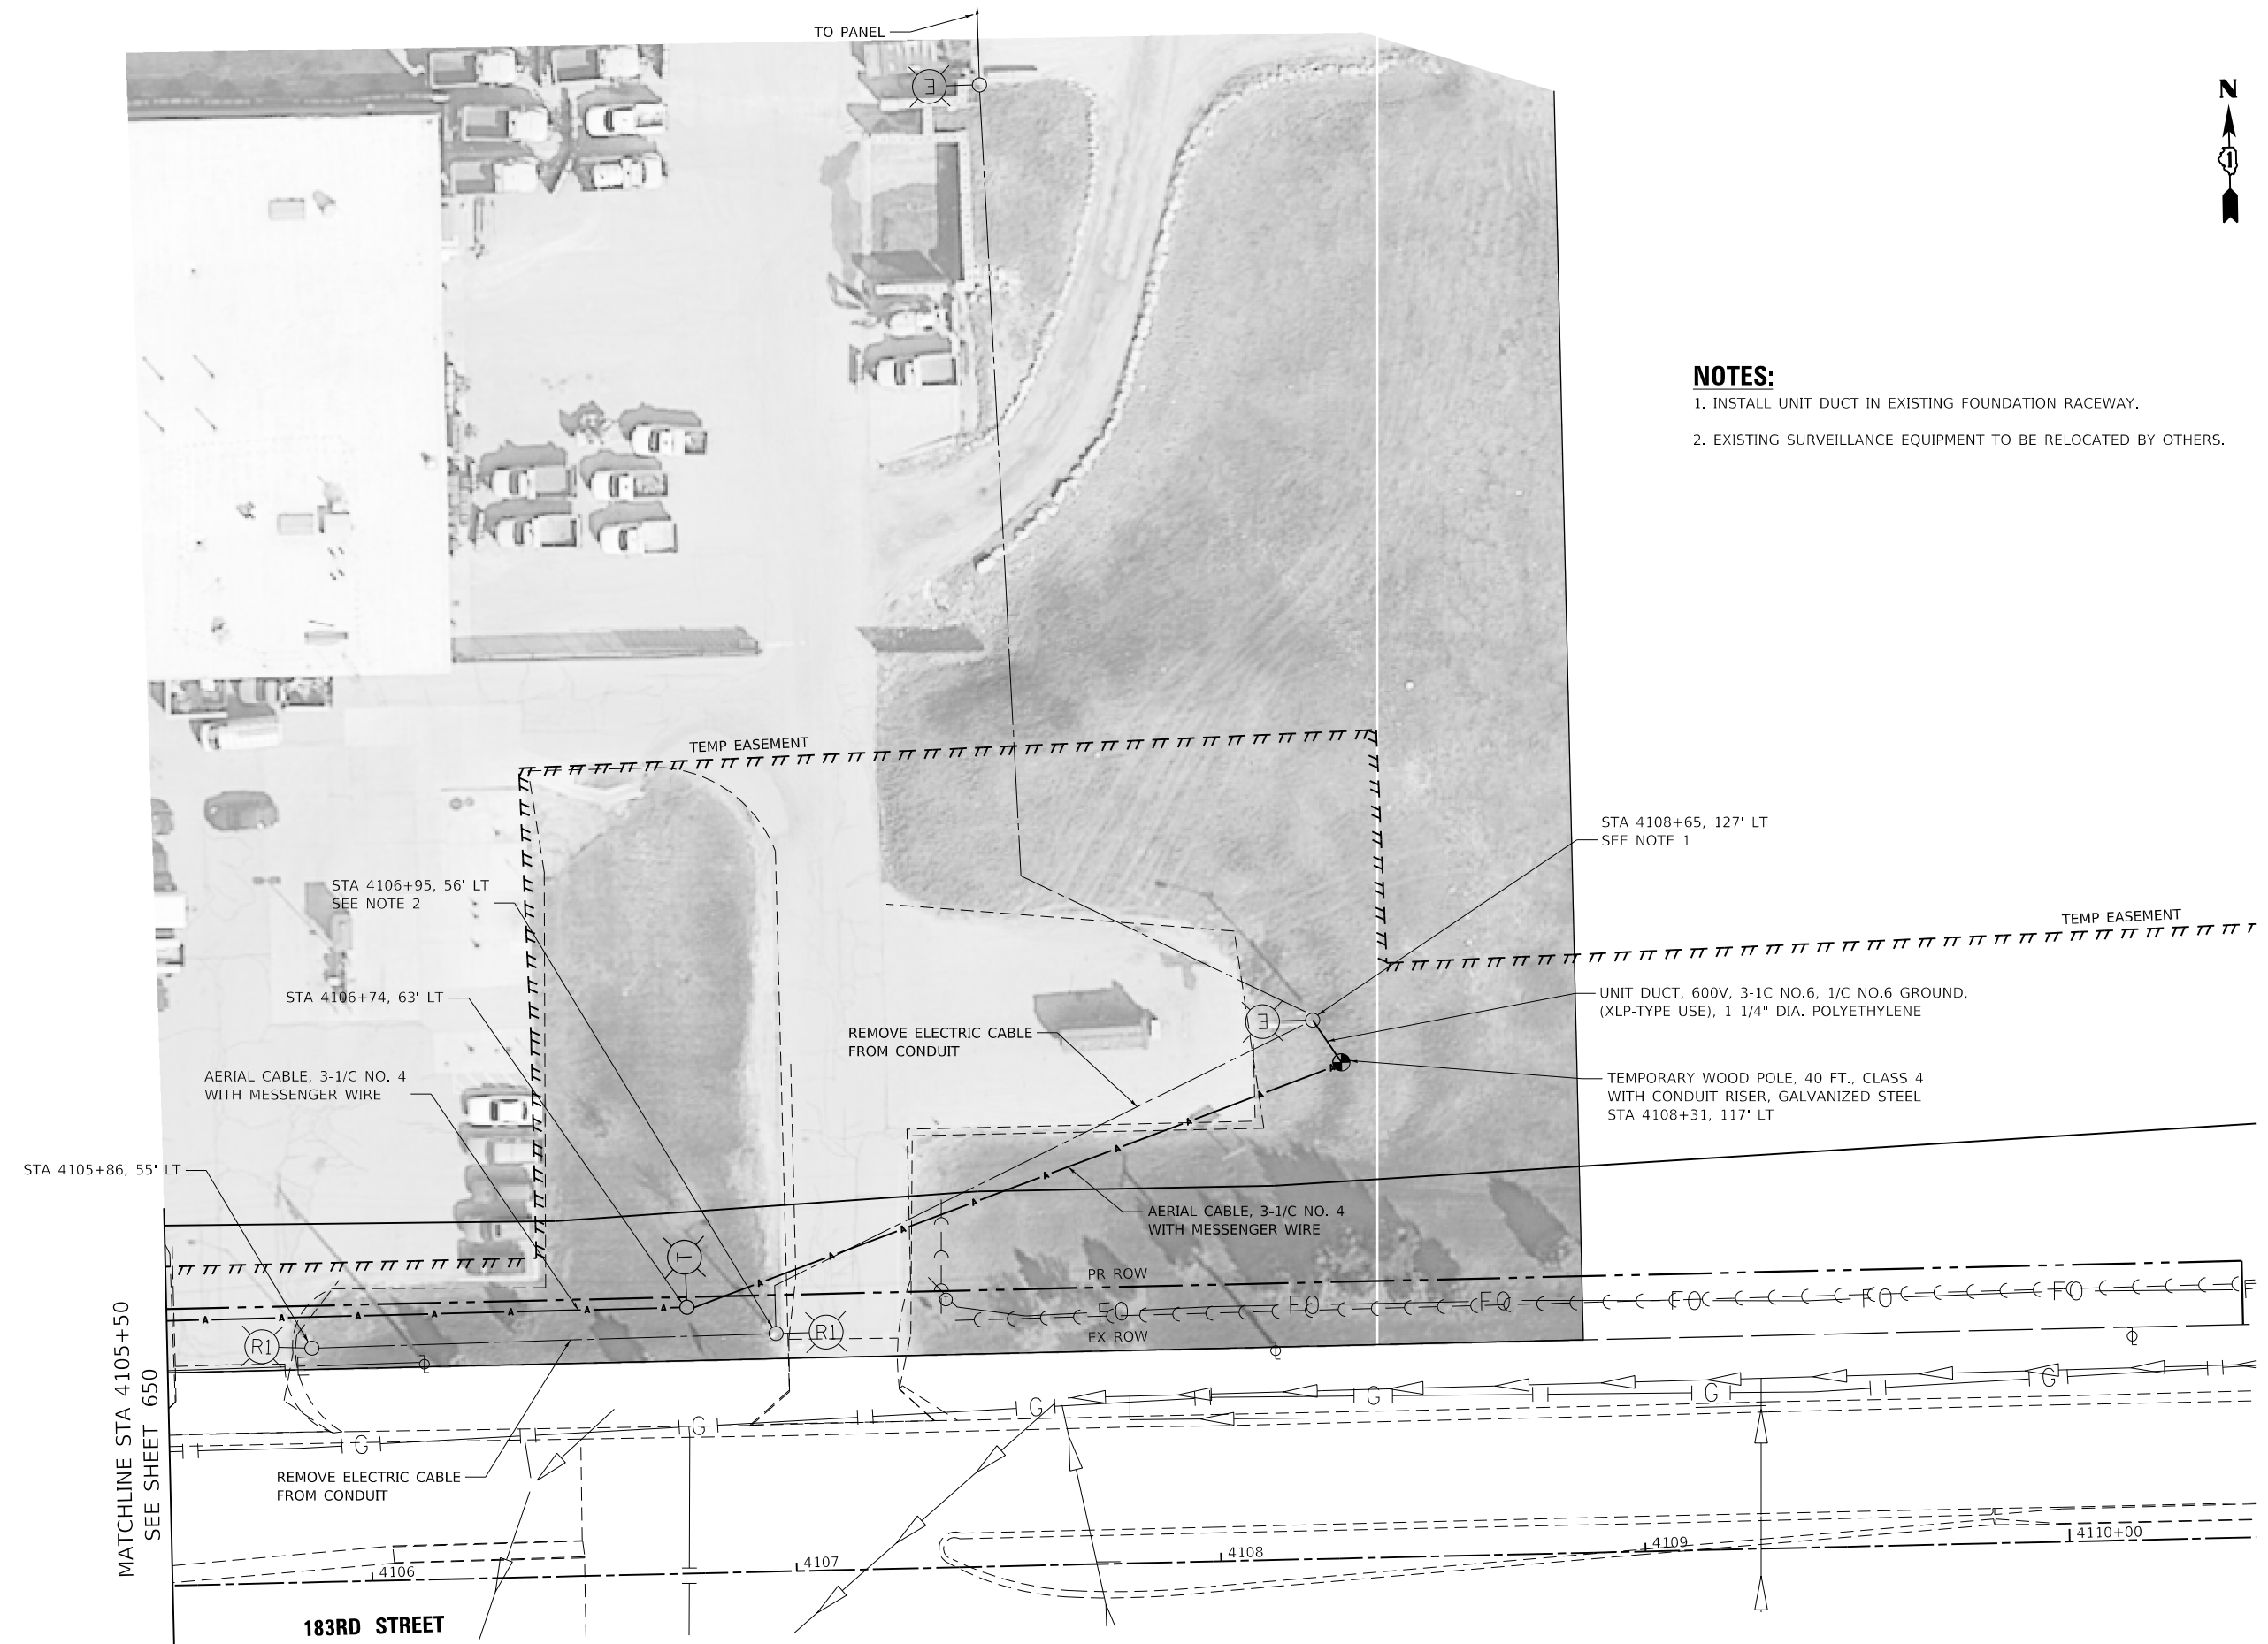 TO PANEL
E
N
1
NOTES:
1. INSTALL UNIT DUCT IN EXISTING FOUNDATION RACEWAY.
2. EXISTING SURVEILLANCE EQUIPMENT TO BE RELOCATED BY OTHERS.
TEMP EASEMENT
STA 4108+65, 127' LT
SEE NOTE 1
STA 4106+95, 56' LT
SEE NOTE 2
TEMP EASEMENT
STA 4106+74, 63' LT
UNIT DUCT, 600V, 3-1C NO.6, 1/C NO.6 GROUND,
(XLP-TYPE USE), 1 1/4" DIA. POLYETHYLENE
E
REMOVE ELECTRIC CABLE
FROM CONDUIT
AERIAL CABLE, 3-1/C NO. 4
WITH MESSENGER WIRE
TEMPORARY WOOD POLE, 40 FT., CLASS 4
WITH CONDUIT RISER, GALVANIZED STEEL
STA 4108+31, 117' LT
STA 4105+86, 55' LT
AERIAL CABLE, 3-1/C NO. 4
WITH MESSENGER WIRE
A A A A A A A A A
T
PR ROW
A A A A A A A
T
FO FO FO FO FO FO F
R1
R1
EX ROW
E
G G G G G G
MATCHLINE STA 4105+50
SEE SHEET 650
REMOVE ELECTRIC CABLE
FROM CONDUIT
4106
4107
4108
4109
4110+00
183RD STREET